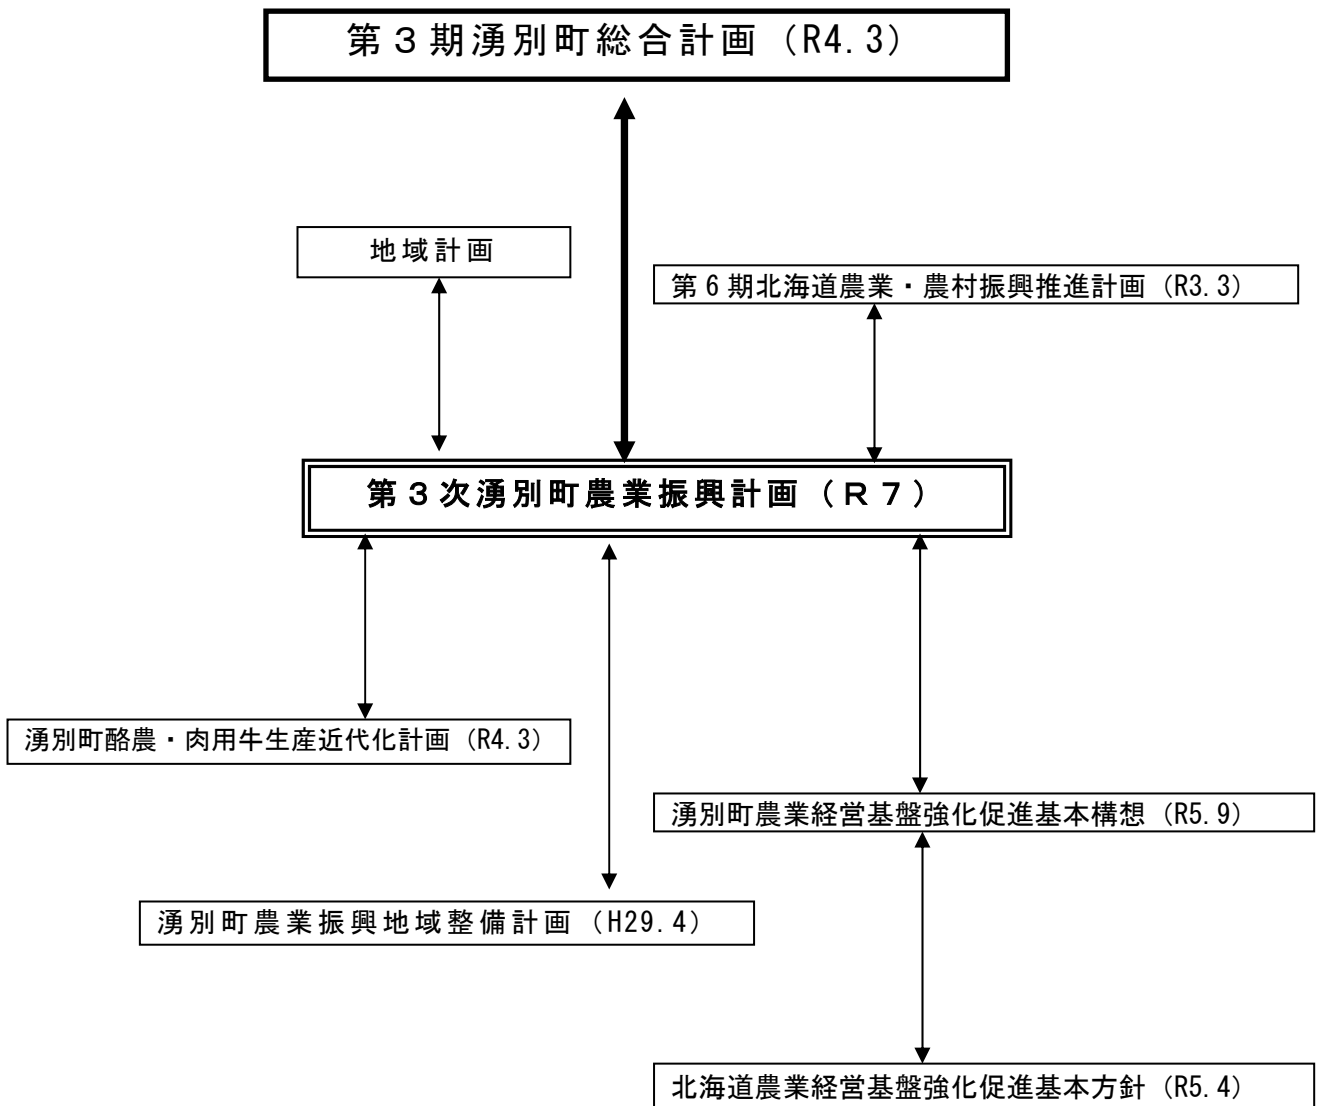 第３期湧別町総合計画（R4.3）
地域計画
第６期北海道農業・農村振興推進計画（R3.3）
第３次湧別町農業振興計画（Ｒ７）
湧別町酪農・肉用牛生産近代化計画（R4.3）
湧別町農業経営基盤強化促進基本構想（R5.9）
湧別町農業振興地域整備計画（H29.4）
北海道農業経営基盤強化促進基本方針（R5.4）